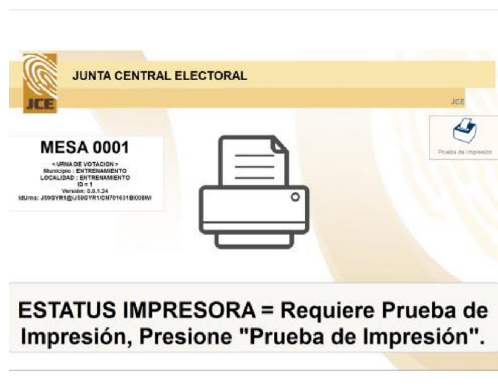 JUNTA CENTRAL ELECTORAL
JCE
JCE
Prueba de Impresión
MESA 0001
< URNA DE VOTACION >
Municipio : ENTRENAMIENTO
LOCALIDAD : ENTRENAMIENTO
ID = 1
Versión: 0.0.1.24
ESTATUS IMPRESORA = Requiere Prueba de
Impresión, Presione "Prueba de Impresión".